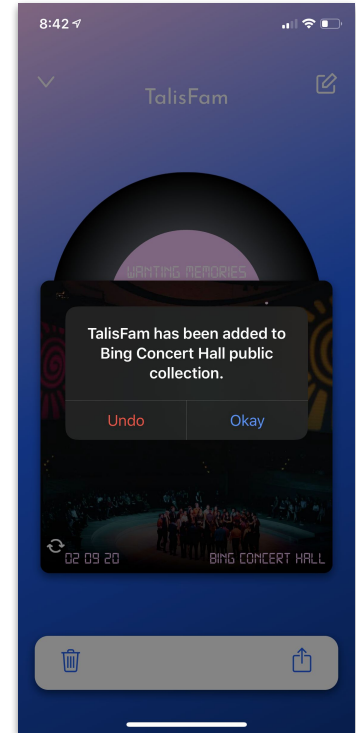 8:42
TalisFam
WANTING MEMORIES
TalisFam has been added to
Bing Concert Hall public
collection.
Undo
Okay
02 09 20
BING CONCERT HALL